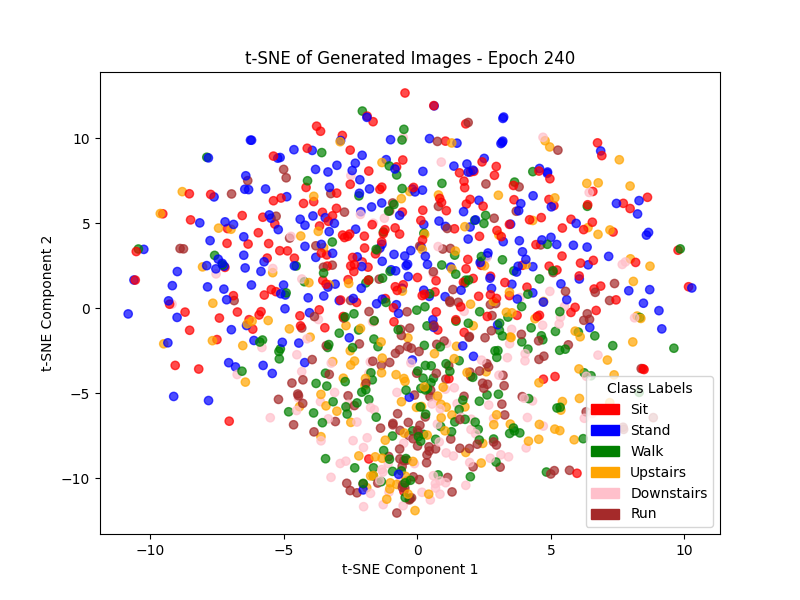 t-SNE of Generated Images - Epoch 240
t-SNE Component 2
10
5
0
−5
−10
−10
−5
0
5
10
t-SNE Component 1
Class Labels
Sit
Stand
Walk
Upstairs
Downstairs
Run